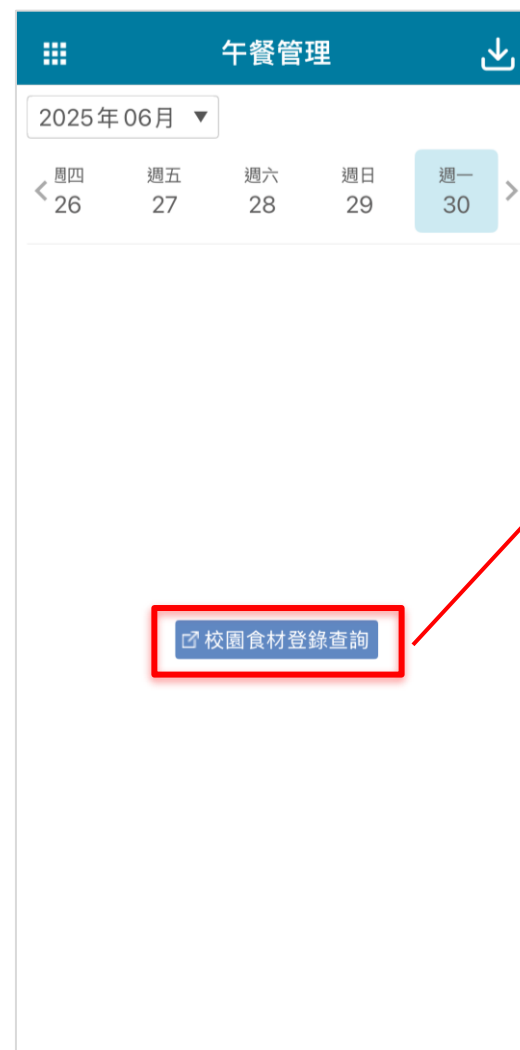 午餐管理
2025年06月 ▼
週四 週五 週六 週日 週一
26 27 28 29 30
校園食材登錄查詢